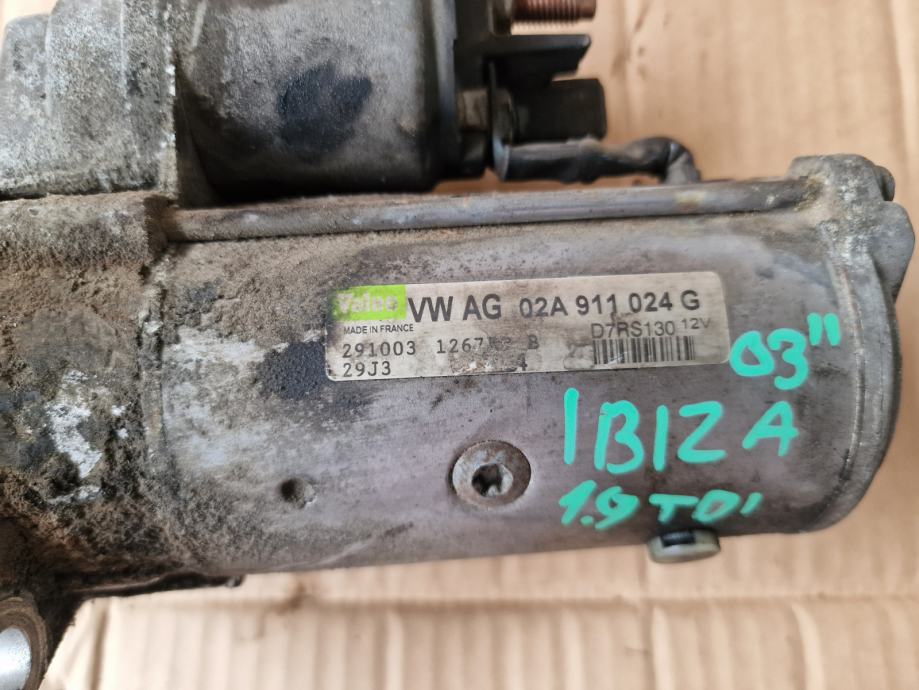 Valeo VW AG 02A 911 024 G
MADE IN FRANCE D7RS130 12V
291003 B
29J3
03"
IBIZA
1.9 TDI